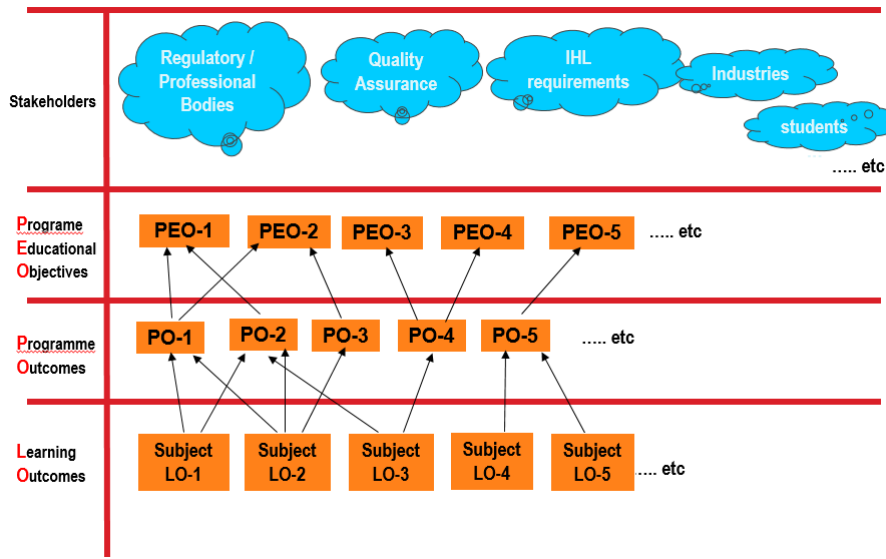 Stakeholders
Regulatory /
Professional
Bodies
Quality
Assurance
IHL
requirements
Industries
students
..... etc
Programe
Educational
Objectives
PEO-1
PEO-2
PEO-3
PEO-4
PEO-5
..... etc
Programme
Outcomes
PO-1
PO-2
PO-3
PO-4
PO-5
..... etc
Learning
Outcomes
Subject
LO-1
Subject
LO-2
Subject
LO-3
Subject
LO-4
Subject
LO-5
..... etc